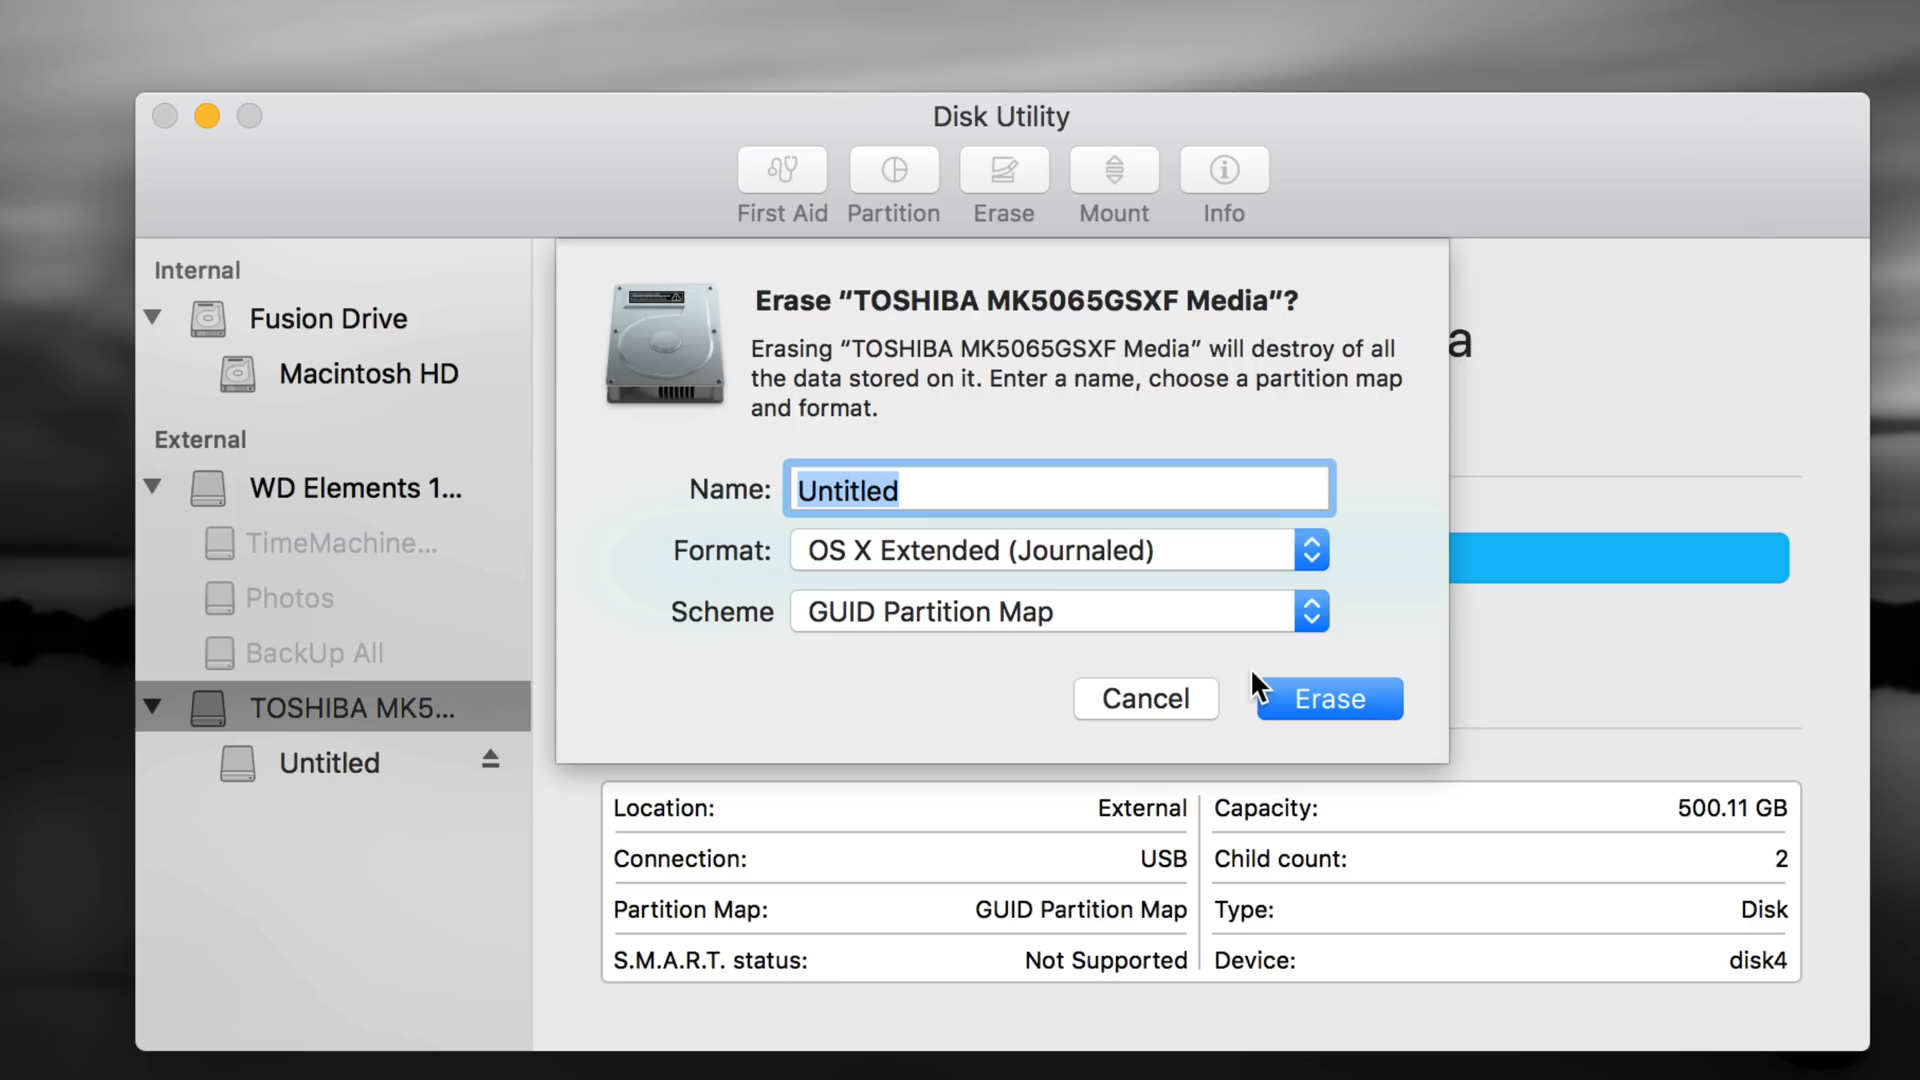 Disk Utility
First Aid
Partition
Erase
Mount
Info
Internal
Fusion Drive
Macintosh HD
External
WD Elements 1...
TimeMachine...
Photos
BackUp All
TOSHIBA MK5...
Untitled
Erase “TOSHIBA MK5065GSXF Media”?
Erasing “TOSHIBA MK5065GSXF Media” will destroy of all
the data stored on it. Enter a name, choose a partition map
and format.
Name: Untitled
Format: OS X Extended (Journaled)
Scheme GUID Partition Map
Cancel
Erase
a
Location: External
Capacity: 500.11 GB
Connection: USB
Child count: 2
Partition Map: GUID Partition Map
Type: Disk
S.M.A.R.T. status: Not Supported
Device: disk4